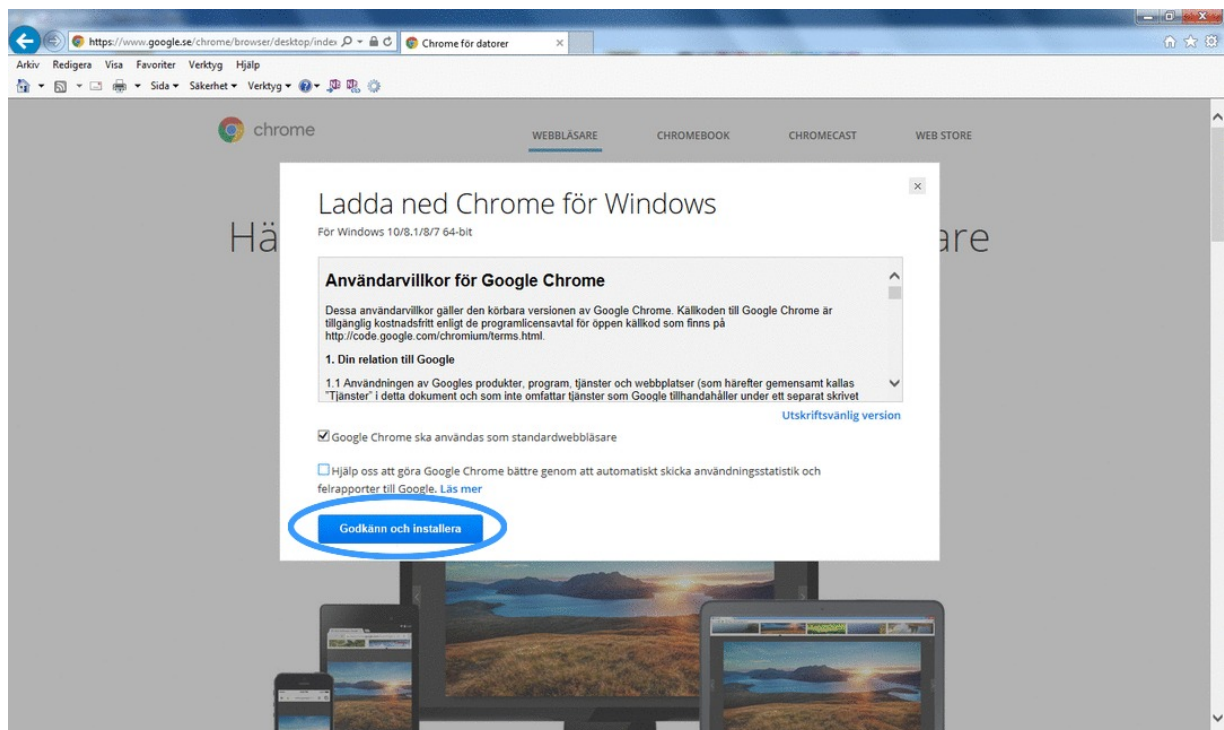 https://www.google.se/chrome/browser/desktop/index
Chrome för datorer
Arkiv Redigera Visa Favoriter Verktyg Hjälp
Sida Säkerhet Verktyg
chrome
WEBBLÄSARE CHROMEBOOK CHROMECAST WEB STORE
Ladda ned Chrome för Windows
För Windows 10/8.1/8/7 64-bit
Hä
are
Användarvillkor för Google Chrome
Dessa användarvillkor gäller den körbara versionen av Google Chrome. Källkoden till Google Chrome är
tillgänglig kostnadsfritt enligt de programlicensavtal för öppen källkod som finns på
http://code.google.com/chromium/terms.html.
1. Din relation till Google
1.1 Användningen av Googles produkter, program, tjänster och webbplatser (som härefter gemensamt kallas
"Tjänster" i detta dokument och som inte omfattar tjänster som Google tillhandahåller under ett separat skrivet
Utskriftsvänlig version
Google Chrome ska användas som standardwebbläsare
Hjälp oss att göra Google Chrome bättre genom att automatiskt skicka användningsstatistik och
felrapporter till Google. Läs mer
Godkänn och installera